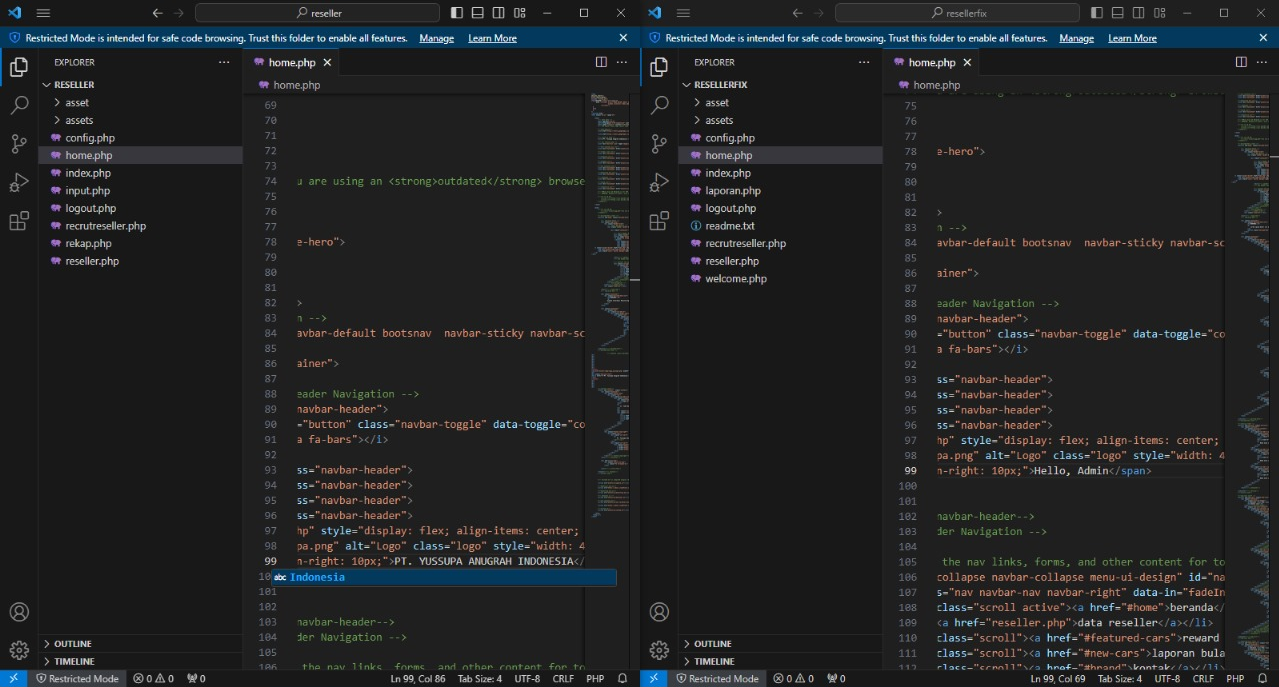 reseller
Restricted Mode is intended for safe code browsing. Trust this folder to enable all features. Manage Learn More
EXPLORER
RESELLER
asset
assets
config.php
home.php
index.php
input.php
logout.php
recrutreseller.php
rekap.php
reseller.php
OUTLINE
TIMELINE
home.php
home.php
69
70
71
72
73
74 u are using an <strong>outdated</strong> browse
75
76
77
78 e-hero">
79
80
81
82 >
83 n -->
84 avbar-default bootsnav  navbar-sticky navbar-sc
85
86 ainer">
87
88 eader Navigation -->
89 navbar-header">
90 ="button" class="navbar-toggle" data-toggle="co
91 a fa-bars"></i>
92
93 ss="navbar-header">
94 ss="navbar-header">
95 ss="navbar-header">
96 ss="navbar-header">
97 hp" style="display: flex; align-items: center;
98 pa.png" alt="Logo" class="logo" style="width: 4
99 n-right: 10px;">PT. YUSSUPA ANUGRAH INDONESIA</
10 abc Indonesia
101
102
103 navbar-header-->
104 der Navigation -->
105
106 the nav links, forms, and other content for to
Restricted Mode 0 0 0 Ln 99, Col 86 Tab Size: 4 UTF-8 CRLF PHP
resellerfix
Restricted Mode is intended for safe code browsing. Trust this folder to enable all features. Manage Learn More
EXPLORER
RESELLERFIX
asset
assets
config.php
home.php
index.php
laporan.php
logout.php
readme.txt
recrutreseller.php
reseller.php
welcome.php
OUTLINE
TIMELINE
home.php
home.php
75
76
77
78 e-hero">
79
80
81
82 >
83 n -->
84 avbar-default bootsnav  navbar-sticky navbar-sc
85
86 ainer">
87
88 eader Navigation -->
89 navbar-header">
90 ="button" class="navbar-toggle" data-toggle="co
91 a fa-bars"></i>
92
93 ss="navbar-header">
94 ss="navbar-header">
95 ss="navbar-header">
96 ss="navbar-header">
97 hp" style="display: flex; align-items: center;
98 pa.png" alt="Logo" class="logo" style="width: 4
99 n-right: 10px;">Hello, Admin</span>
100
101
102 navbar-header-->
103 der Navigation -->
104
105 the nav links, forms, and other content for to
106 collapse navbar-collapse menu-ui-design" id="na
107 s="nav navbar-nav navbar-right" data-in="fadeIn
108 class="scroll active"><a href="#home">beranda</
109 <a href="reseller.php">data reseller</a></li>
110 class="scroll"><a href="#featured-cars">reward
111 class="scroll"><a href="#new-cars">laporan bula
112 class="scroll"><a href="#brand">kontak</a></li>
Restricted Mode 0 0 0 Ln 99, Col 69 Tab Size: 4 UTF-8 CRLF PHP